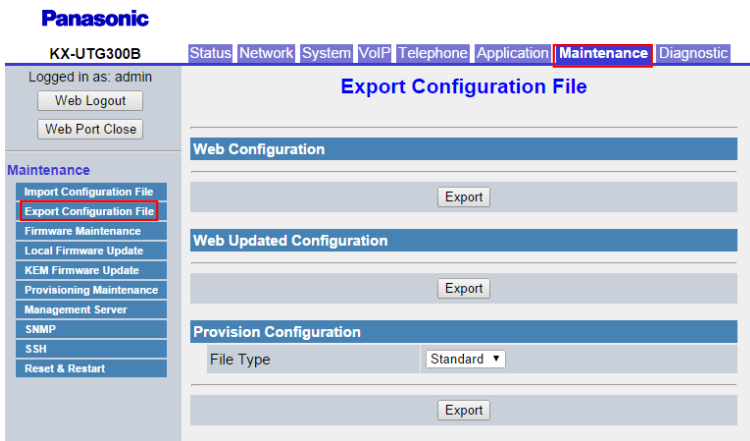 Panasonic
KX-UTG300B
Status Network System VoIP Telephone Application Maintenance Diagnostic
Logged in as: admin
Web Logout
Web Port Close
Maintenance
Import Configuration File
Export Configuration File
Firmware Maintenance
Local Firmware Update
KEM Firmware Update
Provisioning Maintenance
Management Server
SNMP
SSH
Reset & Restart
Export Configuration File
Web Configuration
Export
Web Updated Configuration
Export
Provision Configuration
File Type Standard
Export